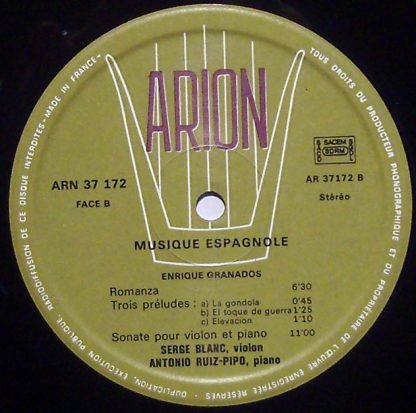 TOUS DROITS DU PRODUCTEUR PHONOGRAPHIQUE ET DU PROPRIÉTAIRE DE L'ŒUVRE ENREGISTRÉE RÉSERVÉS
DUPLICATION, EXÉCUTION PUBLIQUE, RADIODIFFUSION DE CE DISQUE INTERDITES - MADE IN FRANCE -
ARION
ARN 37 172
FACE B
SACEM
SACD
SDRM
SGDL
AR 37172 B
Stéréo
MUSIQUE ESPAGNOLE
ENRIQUE GRANADOS
Romanza 6'30
Trois préludes : a) La gondola 0'45
b) El toque de guerra 1'25
c) Elevacion 1'10
Sonate pour violon et piano 11'00
SERGE BLANC, violon
ANTONIO RUIZ-PIPO, piano